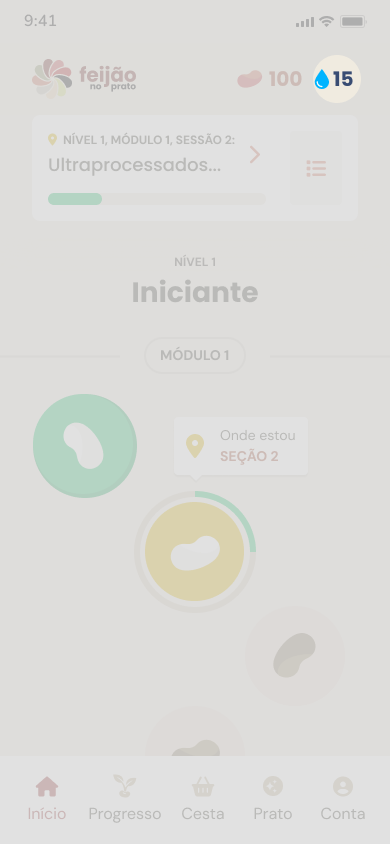 9:41
feijão
no prato
100
15
NÍVEL 1, MÓDULO 1, SESSÃO 2:
Ultraprocessados...
NÍVEL 1
Iniciante
MÓDULO 1
Onde estou
SEÇÃO 2
Início
Progresso
Cesta
Prato
Conta